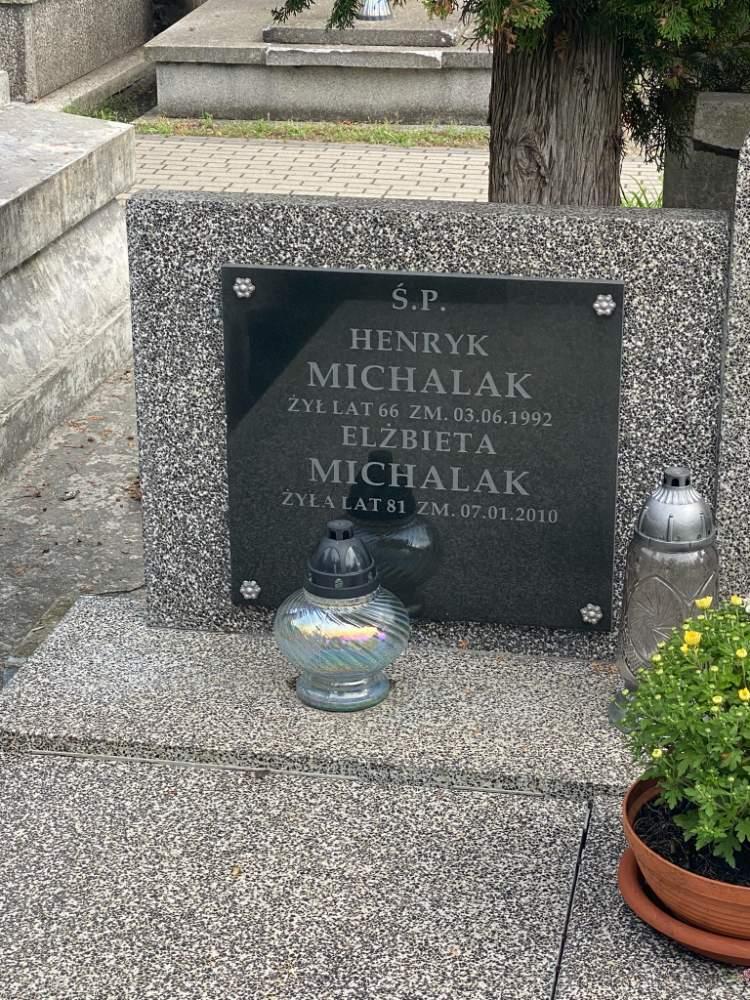 Ś.P.
HENRYK
MICHALAK
ŻYŁ LAT 66 ZM. 03.06.1992
ELŻBIETA
MICHALAK
ŻYŁA LAT 81 ZM. 07.01.2010